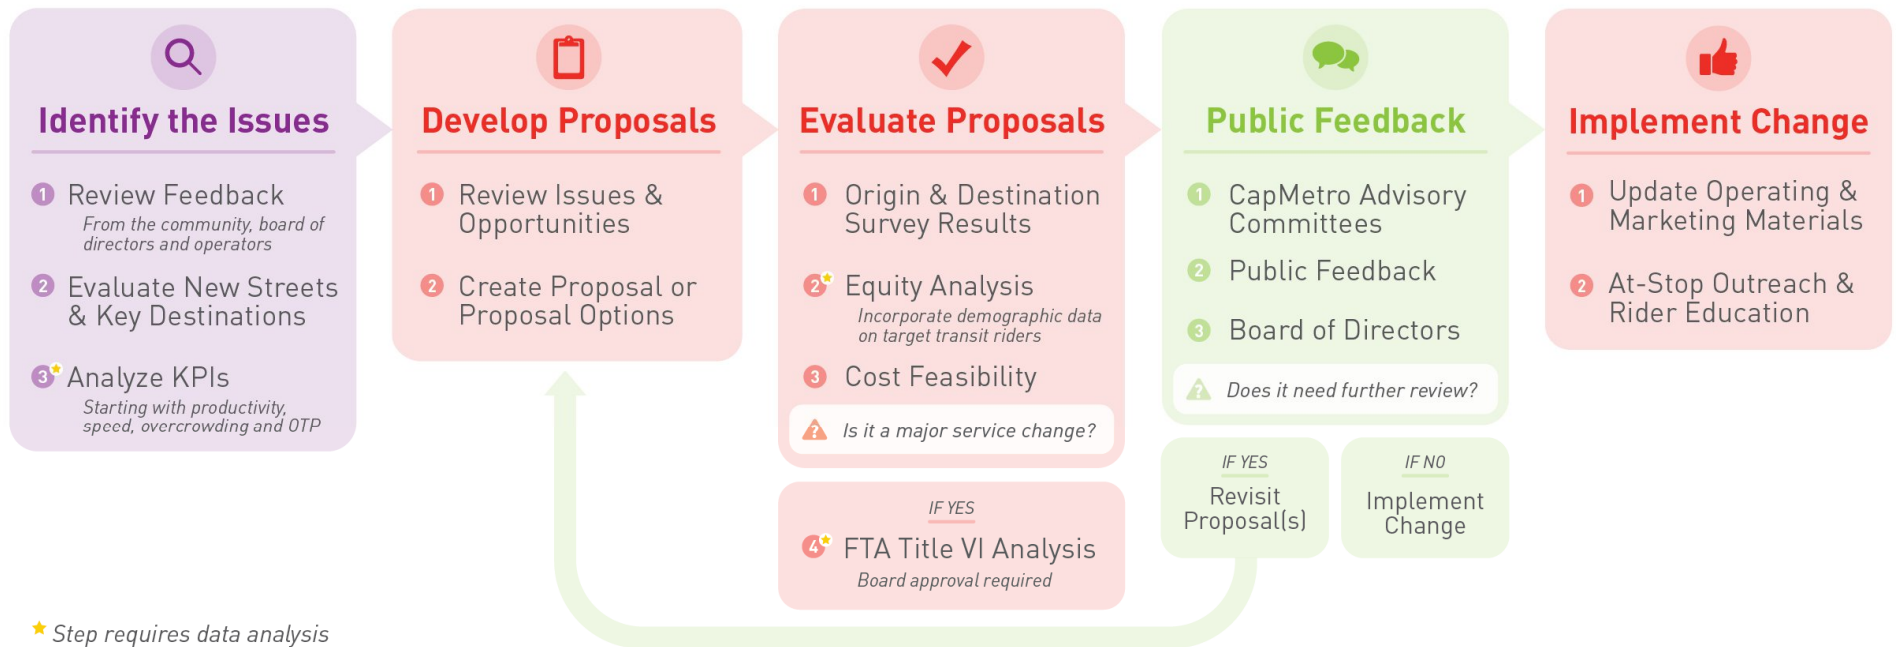 Identify the Issues
1 Review Feedback
From the community, board of
directors and operators
2 Evaluate New Streets
& Key Destinations
3 Analyze KPIs
Starting with productivity,
speed, overcrowding and OTP
Develop Proposals
1 Review Issues &
Opportunities
2 Create Proposal or
Proposal Options
Evaluate Proposals
1 Origin & Destination
Survey Results
2 Equity Analysis
Incorporate demographic data
on target transit riders
3 Cost Feasibility
? Is it a major service change?
IF YES
4 FTA Title VI Analysis
Board approval required
Public Feedback
1 CapMetro Advisory
Committees
2 Public Feedback
3 Board of Directors
? Does it need further review?
IF YES
Revisit
Proposal(s)
IF NO
Implement
Change
Implement Change
1 Update Operating &
Marketing Materials
2 At-Stop Outreach &
Rider Education
Step requires data analysis